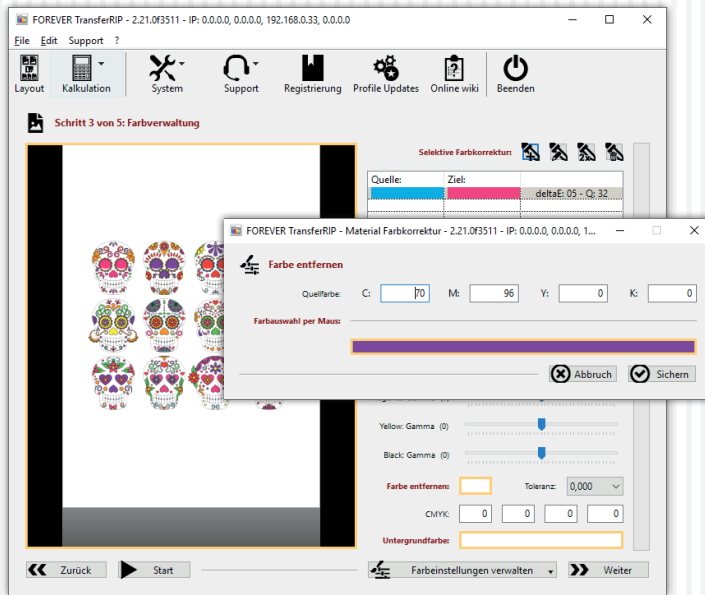 FOREVER TransferRIP - 2.21.0f3511 - IP: 0.0.0.0, 0.0.0.0, 192.168.0.33, 0.0.0.0
File Edit Support ?
Layout Kalkulation System Support Registrierung Profile Updates Online wiki Beenden
Schritt 3 von 5: Farbverwaltung
Selektive Farbkorrektur: 2x
Quelle: Ziel:
deltaE: 05 - Q: 32
FOREVER TransferRIP - Material Farbkorrektur - 2.21.0f3511 - IP: 0.0.0.0, 0.0.0.0, 1...
Farbe entfernen
Quellfarbe: C: 70 M: 96 Y: 0 K: 0
Farbauswahl per Maus:
Abbruch Sichern
Yellow: Gamma (0)
Black: Gamma (0)
Farbe entfernen: Toleranz: 0,000
CMYK: 0 0 0 0
Untergrundfarbe:
Zurück Start Farbeinstellungen verwalten Weiter